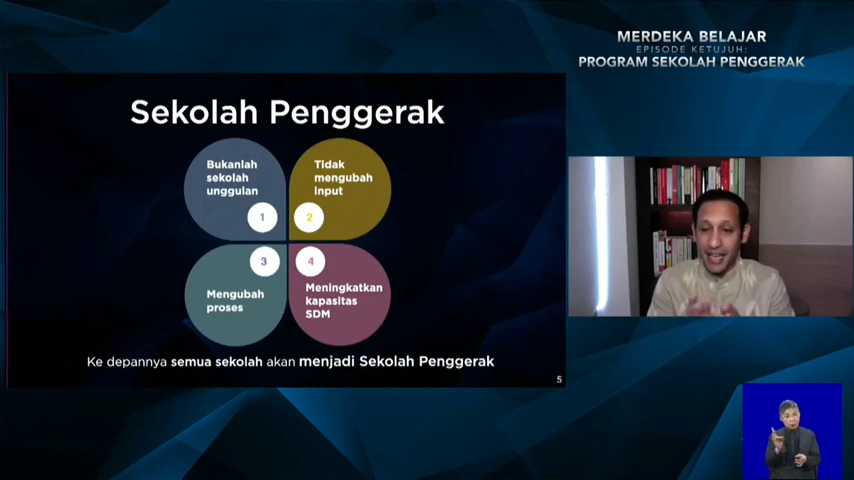 MERDEKA BELAJAR
EPISODE KETUJUH:
PROGRAM SEKOLAH PENGGERAK
Sekolah Penggerak
Bukanlah
sekolah
unggulan
1
Tidak
mengubah
input
2
3
Mengubah
proses
4
Meningkatkan
kapasitas
SDM
Ke depannya semua sekolah akan menjadi Sekolah Penggerak
5